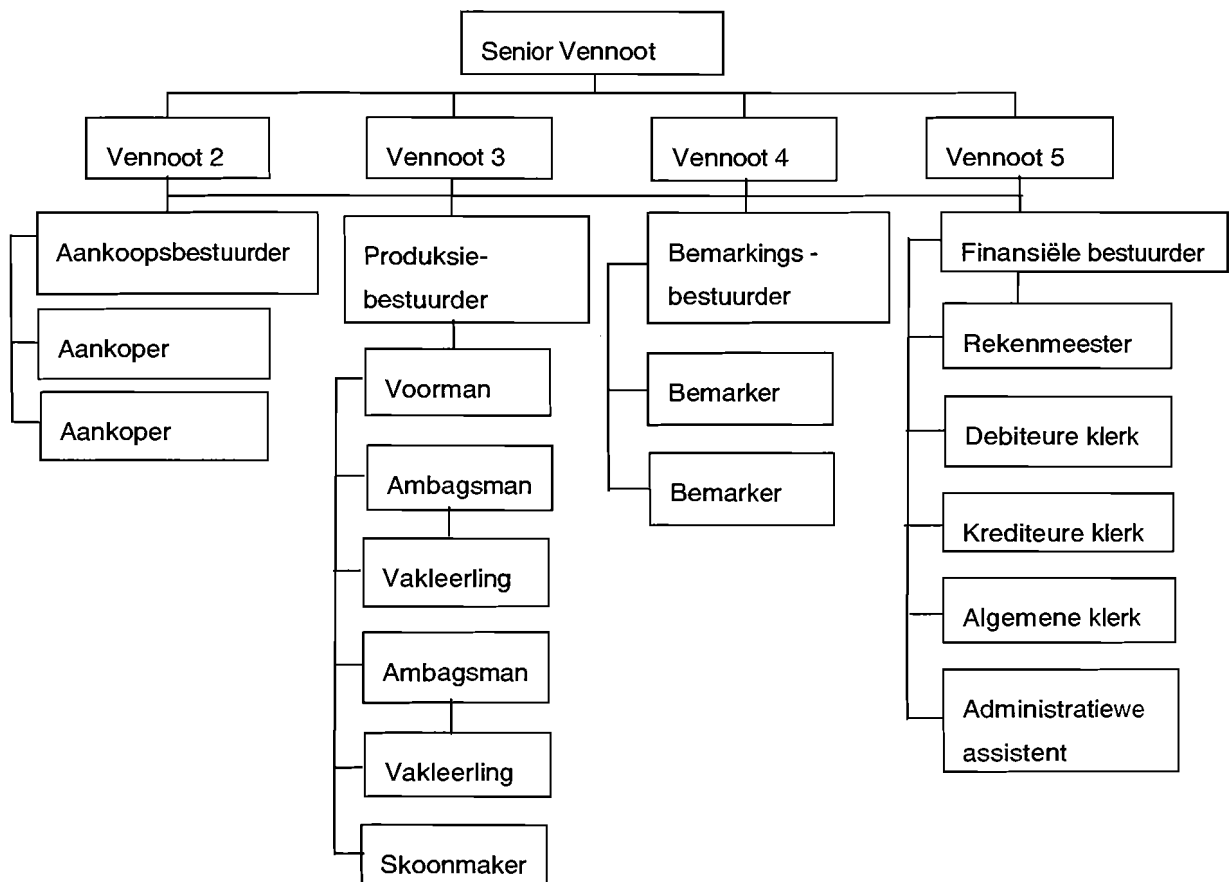 Senior Vennoot
Vennoot 2
Vennoot 3
Vennoot 4
Vennoot 5
Aankoopsbestuurder
Aankoper
Aankoper
Produksie-
bestuurder
Voorman
Ambagsman
Vakleerling
Ambagsman
Vakleerling
Skoonmaker
Bemarkings -
bestuurder
Bemarker
Bemarker
Finansiële bestuurder
Rekenmeester
Debiteure klerk
Krediteure klerk
Algemene klerk
Administratiewe
assistent